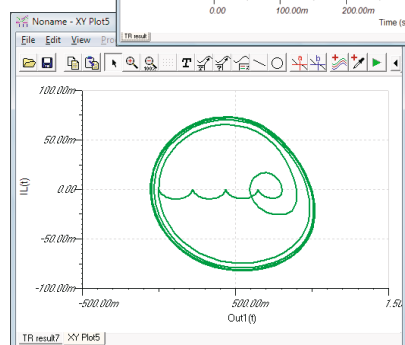 0.00 100.00m 200.00m
Time (s
TR result
Noname - XY Plot5
File Edit View
T
100.00m
50.00m
0.00
-50.00m
-100.00m
IL(t)
-500.00m 500.00m 1.50
Out1(t)
TR result7 XY Plot5